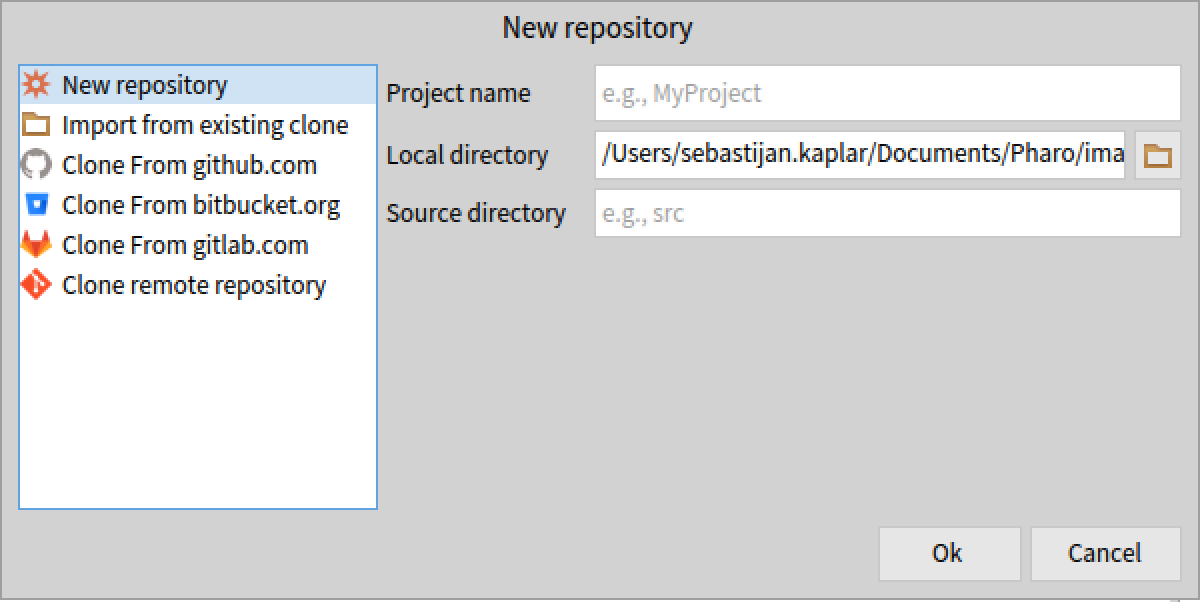 New repository
New repository
Import from existing clone
Clone From github.com
Clone From bitbucket.org
Clone From gitlab.com
Clone remote repository
Project name e.g., MyProject
Local directory /Users/sebastijan.kaplar/Documents/Pharo/ima
Source directory e.g., src
Ok Cancel